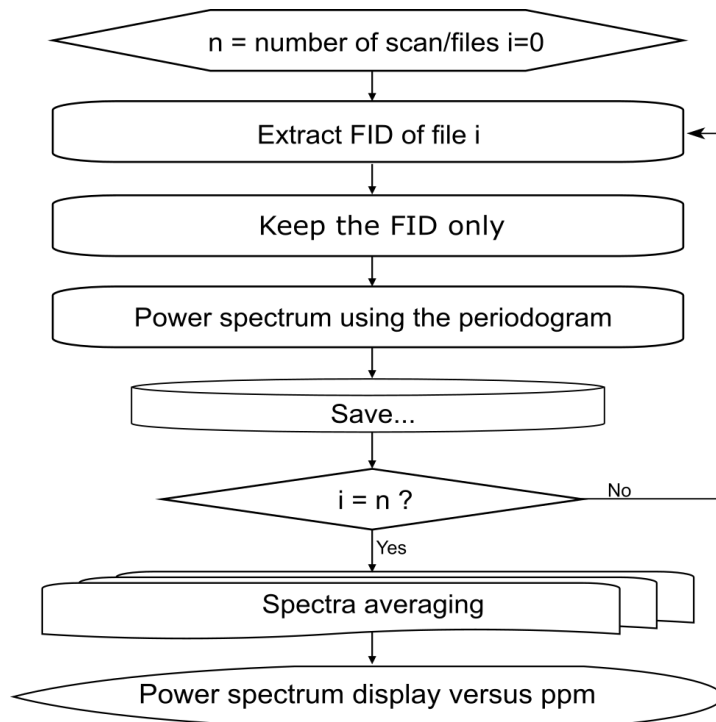 n = number of scan/files i=0
Extract FID of file i
Keep the FID only
Power spectrum using the periodogram
Save...
i = n ?
No
Yes
Spectra averaging
Power spectrum display versus ppm